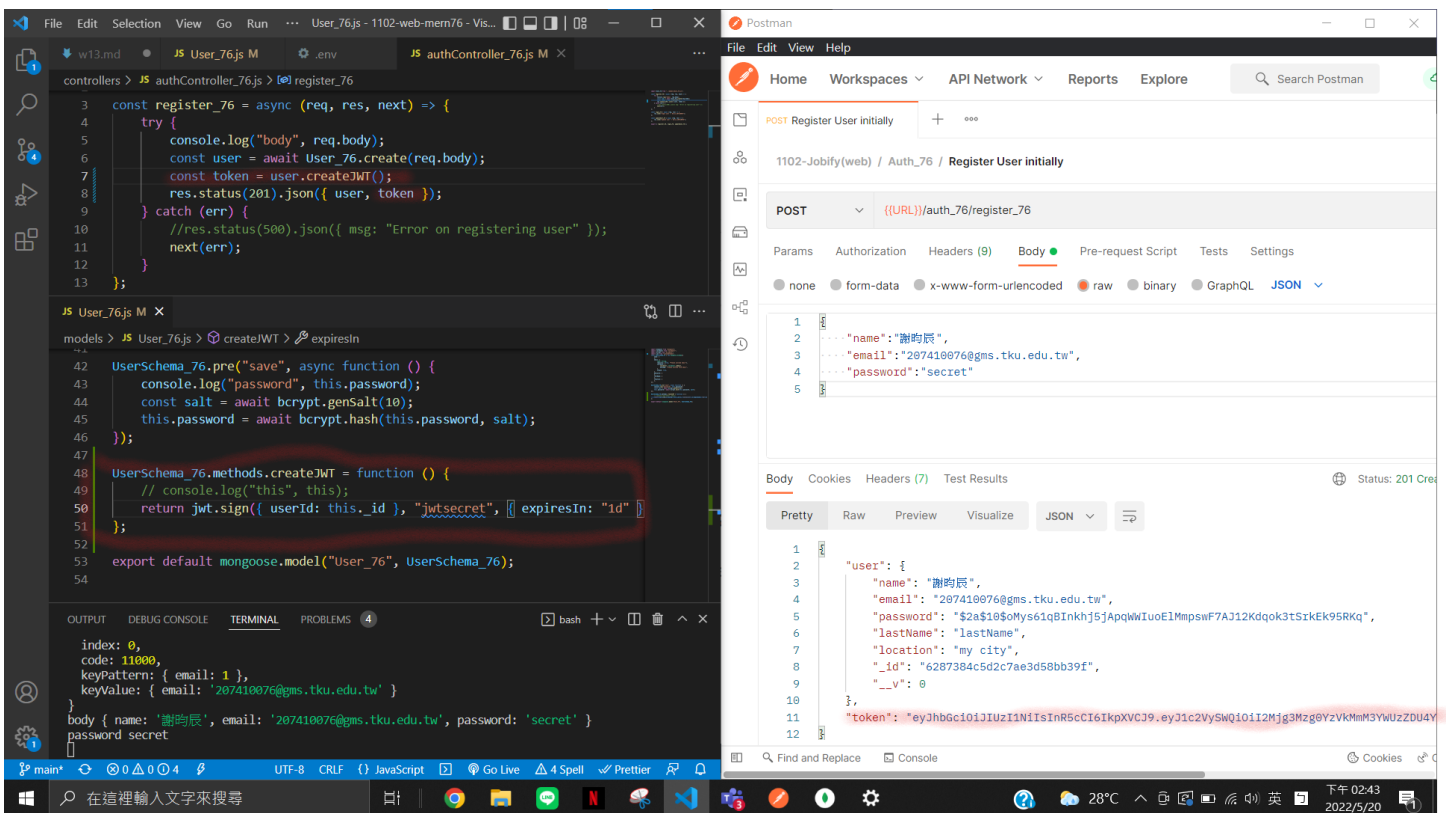 File Edit Selection View Go Run ··· User_76.js - 1102-web-mern76 - Vis...
w13.md ● JS User_76.js M .env JS authController_76.js M ×
controllers > JS authController_76.js > register_76
3 const register_76 = async (req, res, next) => {
4 try {
5 console.log("body", req.body);
6 const user = await User_76.create(req.body);
7 const token = user.createJWT();
8 res.status(201).json({ user, token });
9 } catch (err) {
10 //res.status(500).json({ msg: "Error on registering user" });
11 next(err);
12 }
13 };
JS User_76.js M ×
models > JS User_76.js > createJWT > expiresIn
42 UserSchema_76.pre("save", async function () {
43 console.log("password", this.password);
44 const salt = await bcrypt.genSalt(10);
45 this.password = await bcrypt.hash(this.password, salt);
46 });
47
48 UserSchema_76.methods.createJWT = function () {
49 // console.log("this", this);
50 return jwt.sign({ userId: this._id }, "jwtsecret", { expiresIn: "1d" }
51 };
52
53 export default mongoose.model("User_76", UserSchema_76);
54
OUTPUT DEBUG CONSOLE TERMINAL PROBLEMS 4 bash
index: 0,
code: 11000,
keyPattern: { email: 1 },
keyValue: { email: '207410076@gms.tku.edu.tw' }
}
body { name: '謝昀辰', email: '207410076@gms.tku.edu.tw', password: 'secret' }
password secret
main* 0 0 4 UTF-8 CRLF {} JavaScript Go Live 4 Spell Prettier
Postman
File Edit View Help
Home Workspaces API Network Reports Explore Search Postman
POST Register User initially + ooo
1102-Jobify(web) / Auth_76 / Register User initially
POST {{URL}}/auth_76/register_76
Params Authorization Headers (9) Body Pre-request Script Tests Settings
none form-data x-www-form-urlencoded raw binary GraphQL JSON
1 {
2 "name":"謝昀辰",
3 "email":"207410076@gms.tku.edu.tw",
4 "password":"secret"
5 }
Body Cookies Headers (7) Test Results Status: 201 Crea
Pretty Raw Preview Visualize JSON
1 {
2 "user": {
3 "name": "謝昀辰",
4 "email": "207410076@gms.tku.edu.tw",
5 "password": "$2a$10$oMys61qBInkhj5jApqWWIuoElMmpswF7AJ12Kdqok3tSrkEk95RKq",
6 "lastName": "lastName",
7 "location": "my city",
8 "_id": "6287384c5d2c7ae3d58bb39f",
9 "__v": 0
10 },
11 "token": "eyJhbGciOiJIUzI1NiIsInR5cCI6IkpXVCJ9.eyJ1c2VySWQiOiI2Mjg3Mzg0YzVkMmM3YWUzZDU4Y
12 }
Find and Replace Console Cookies
在這裡輸入文字來搜尋 28°C 英 下午 02:43
2022/5/20